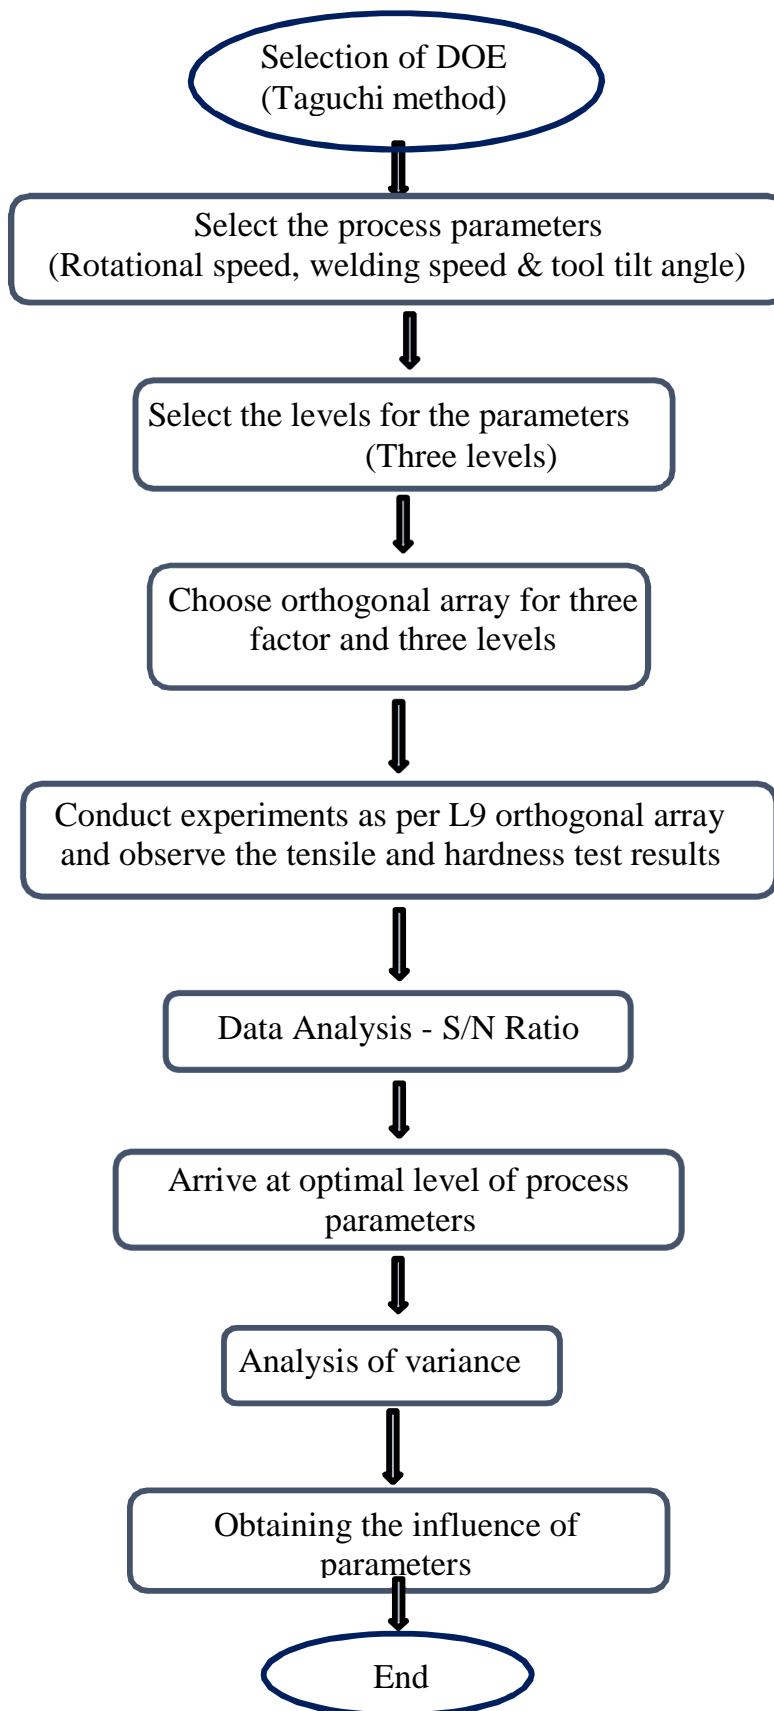 Selection of DOE
(Taguchi method)
Select the process parameters
(Rotational speed, welding speed & tool tilt angle)
Select the levels for the parameters
(Three levels)
Choose orthogonal array for three
factor and three levels
Conduct experiments as per L9 orthogonal array
and observe the tensile and hardness test results
Data Analysis - S/N Ratio
Arrive at optimal level of process
parameters
Analysis of variance
Obtaining the influence of
parameters
End